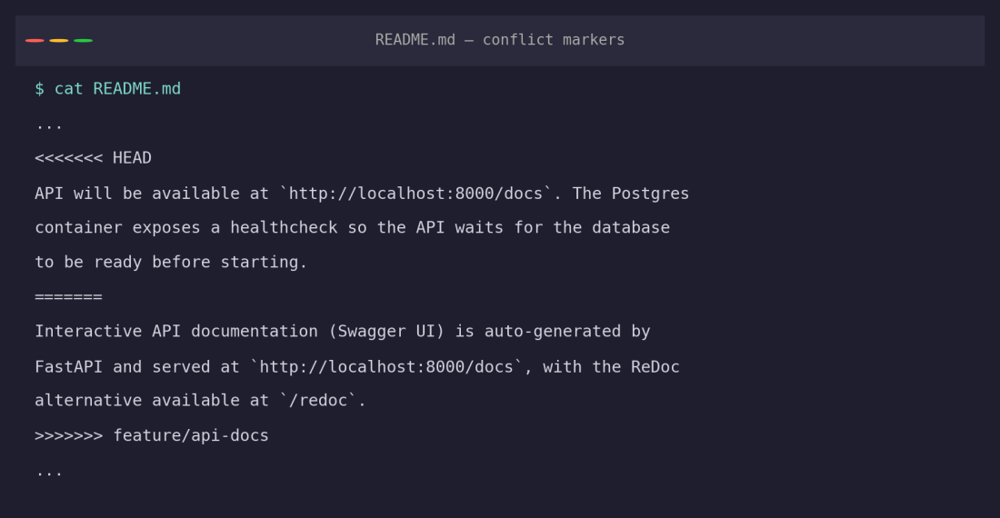 README.md — conflict markers
$ cat README.md
...
<<<<<<< HEAD
API will be available at `http://localhost:8000/docs`. The Postgres
container exposes a healthcheck so the API waits for the database
to be ready before starting.
=======
Interactive API documentation (Swagger UI) is auto-generated by
FastAPI and served at `http://localhost:8000/docs`, with the ReDoc
alternative available at `/redoc`.
>>>>>>> feature/api-docs
...